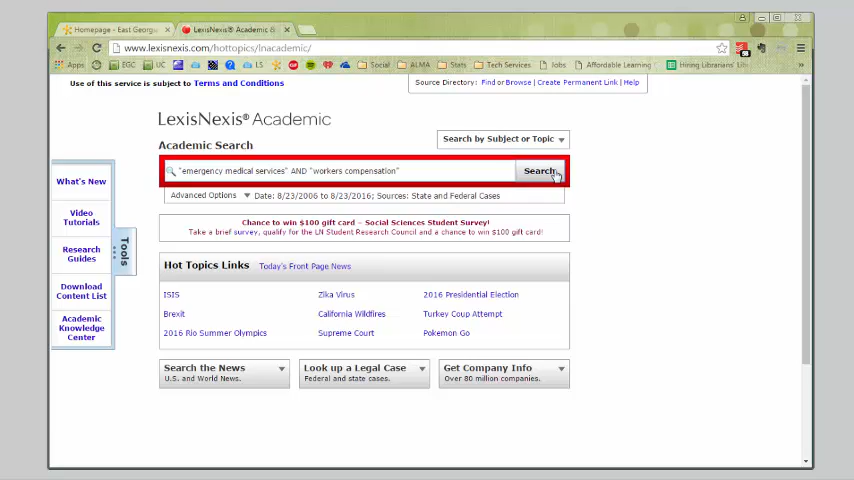 Homepage - East Georgi
LexisNexis® Academic &
www.lexisnexis.com/hottopics/lnacademic/
Apps EGC UC LS Social ALMA Stats Tech Services Jobs Affordable Learning Hiring Librarians'
Use of this service is subject to Terms and Conditions
Source Directory: Find or Browse | Create Permanent Link | Help
LexisNexis® Academic
Search by Subject or Topic
Academic Search
"emergency medical services" AND "workers compensation"
Search
Advanced Options Date: 8/23/2006 to 8/23/2016; Sources: State and Federal Cases
What's New
Video
Tutorials
Research
Guides
Download
Content List
Academic
Knowledge
Center
Tools
Chance to win $100 gift card – Social Sciences Student Survey!
Take a brief survey, qualify for the LN Student Research Council and a chance to win $100 gift card!
Hot Topics Links Today's Front Page News
ISIS Zika Virus 2016 Presidential Election
Brexit California Wildfires Turkey Coup Attempt
2016 Rio Summer Olympics Supreme Court Pokemon Go
Search the News
U.S. and World News.
Look up a Legal Case
Federal and state cases.
Get Company Info
Over 80 million companies.